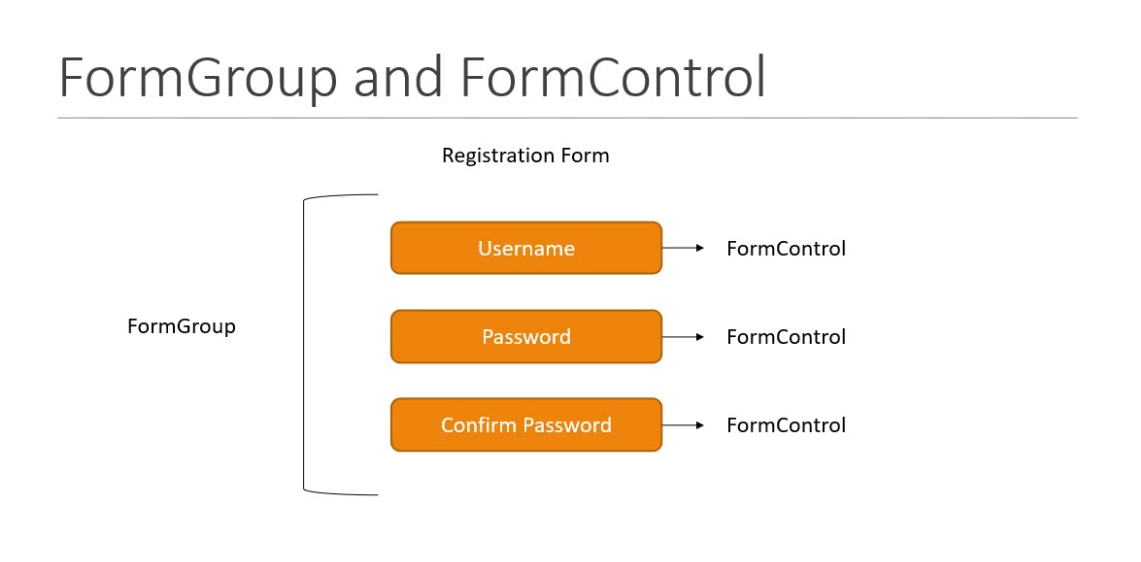 FormGroup and FormControl
Registration Form
Username
FormControl
FormGroup
Password
FormControl
Confirm Password
FormControl